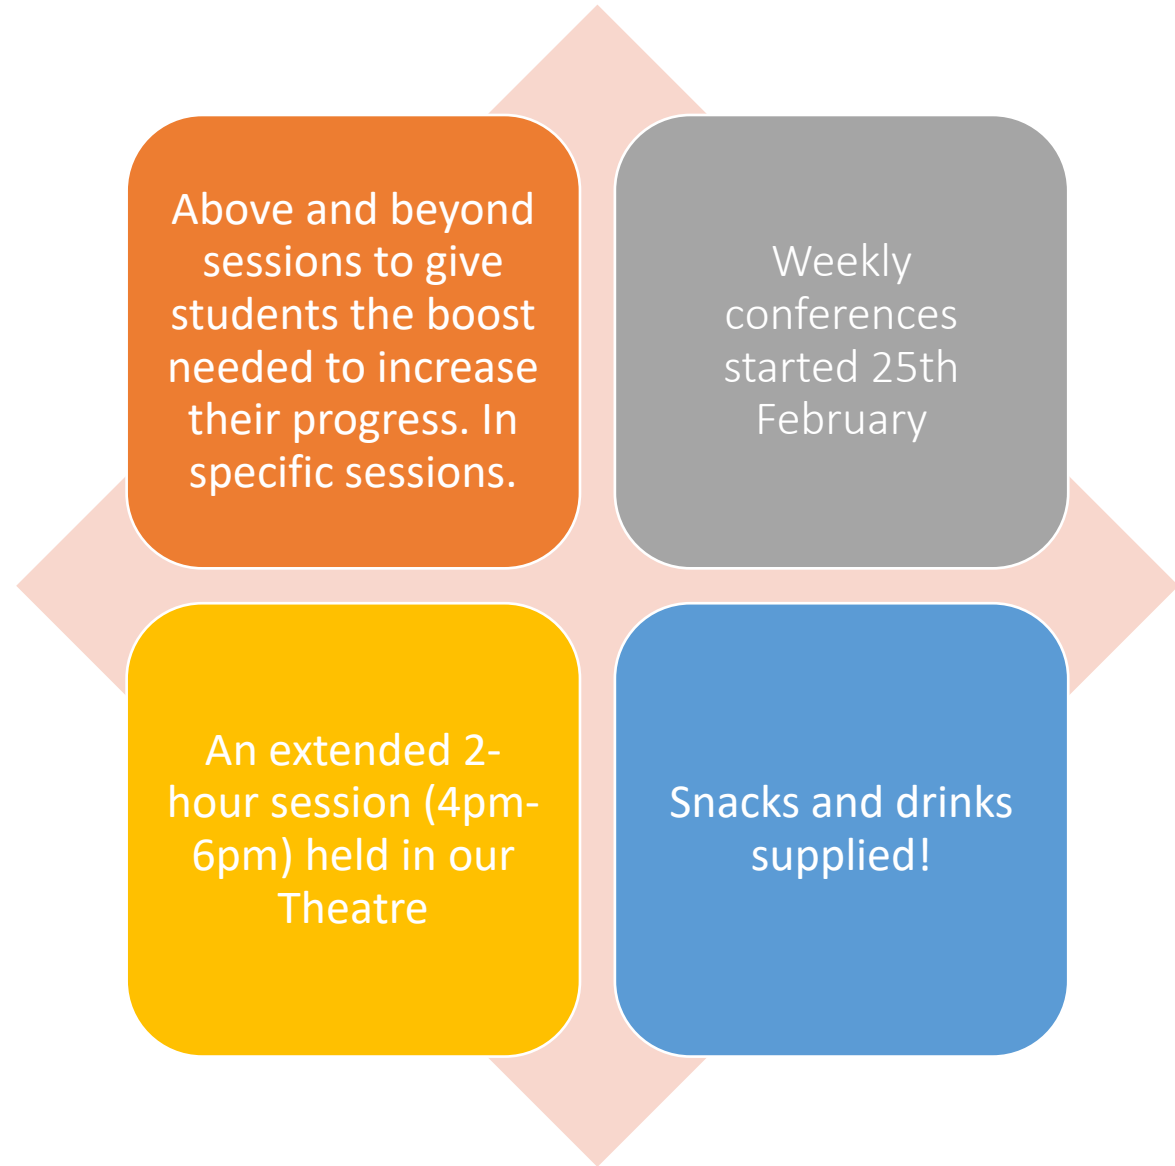 Above and beyond
sessions to give
students the boost
needed to increase
their progress. In
specific sessions.
Weekly
conferences
started 25th
February
An extended 2-
hour session (4pm-
6pm) held in our
Theatre
Snacks and drinks
supplied!